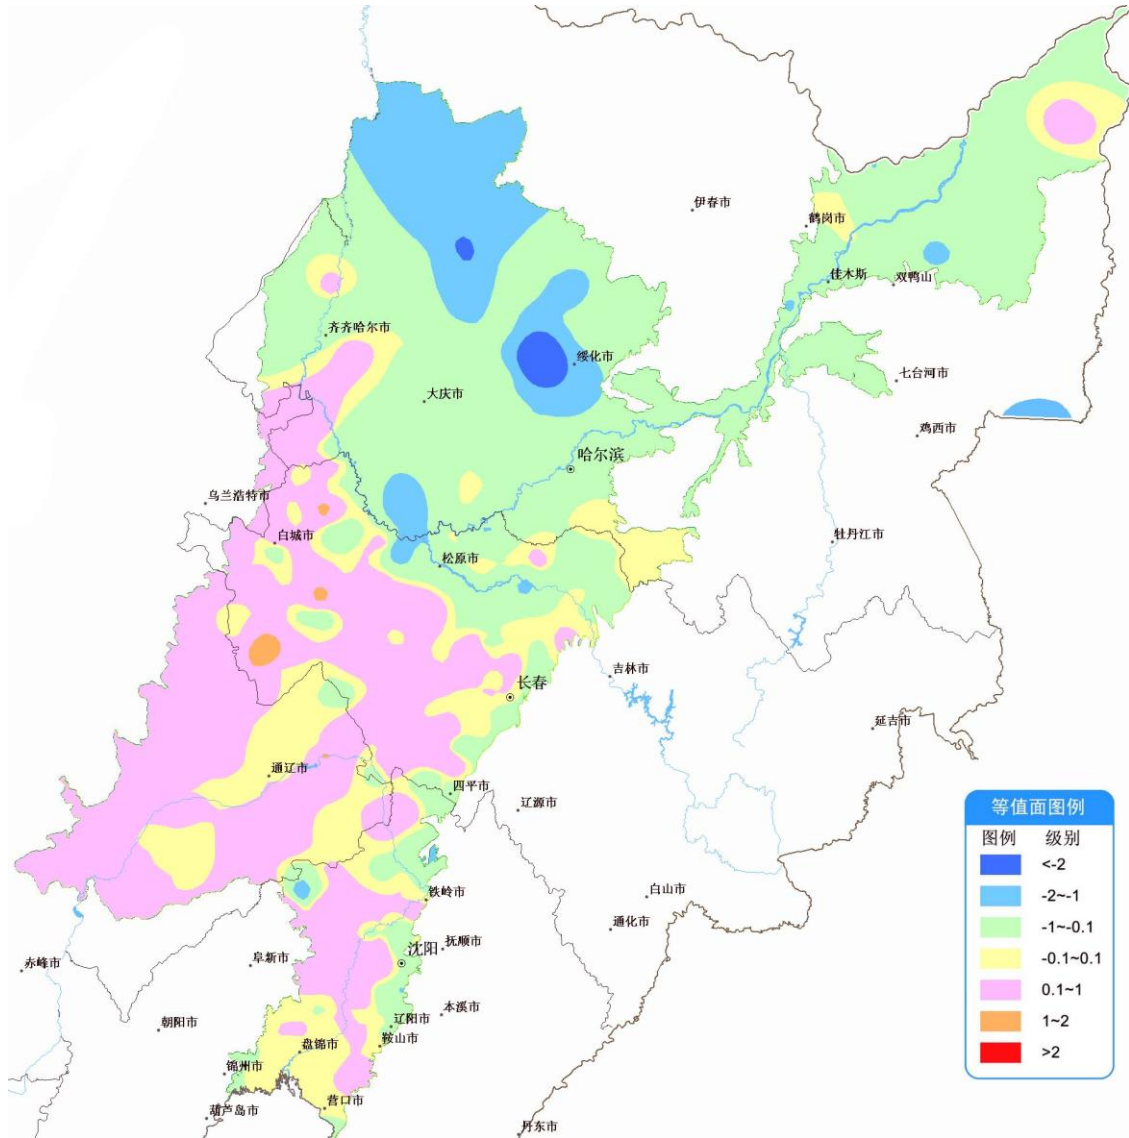 伊春市
鹤岗市
佳木斯
双鸭山
齐齐哈尔市
绥化市
七台河市
大庆市
鸡西市
哈尔滨
乌兰浩特市
白城市
牡丹江市
松原市
吉林市
长春
延吉市
通辽市
四平市
辽源市
等值面图例
图例 级别
<-2
-2~-1
-1~-0.1
-0.1~0.1
0.1~1
1~2
>2
铁岭市
白山市
通化市
抚顺市
沈阳
阜新市
赤峰市
本溪市
朝阳市
辽阳市
鞍山市
盘锦市
锦州市
营口市
葫芦岛市
丹东市